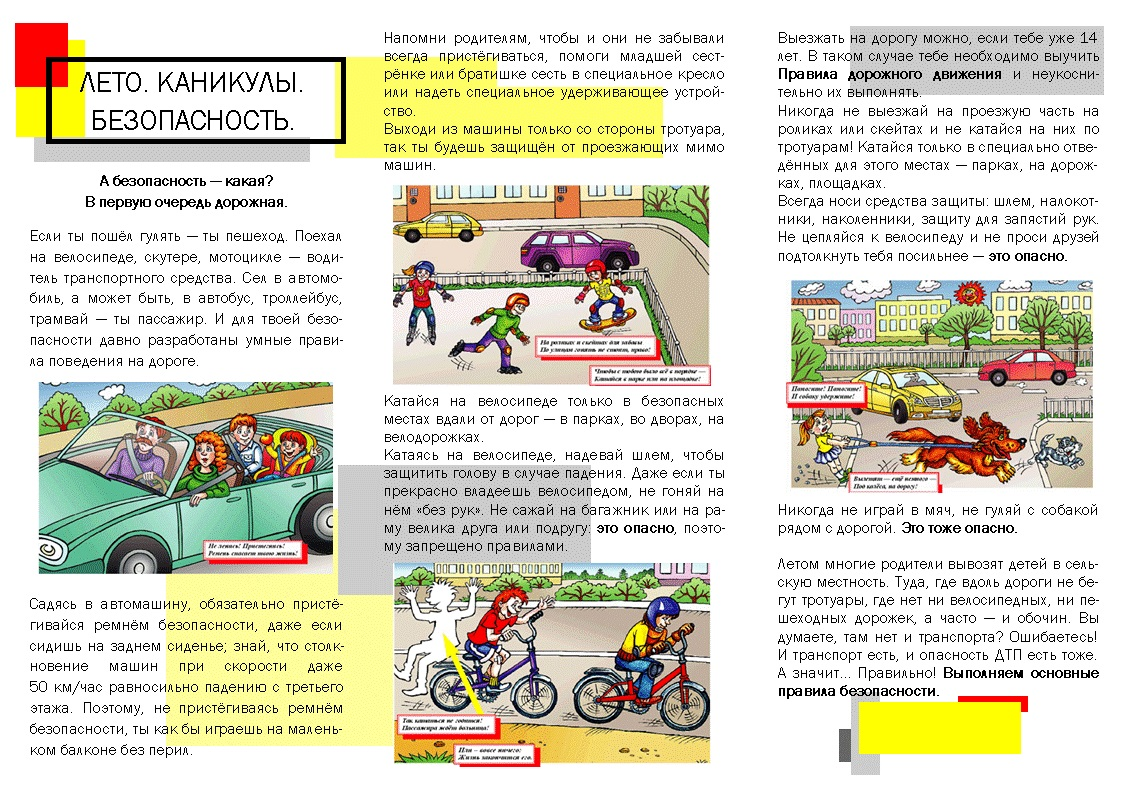 ЛЕТО. КАНИКУЛЫ.
БЕЗОПАСНОСТЬ.
А безопасность — какая?
В первую очередь дорожная.
Если ты пошёл гулять — ты пешеход. Поехал
на велосипеде, скутере, мотоцикле — води-
тель транспортного средства. Сел в автомо-
биль, а может быть, в автобус, троллейбус,
трамвай — ты пассажир. И для твоей безо-
пасности давно разработаны умные прави-
ла поведения на дороге.
Не ленись! Пристегнись!
Ремень спасает твою жизнь!
Садясь в автомашину, обязательно пристё-
гивайся ремнём безопасности, даже если
сидишь на заднем сиденье; знай, что столк-
новение машин при скорости даже
50 км/час равносильно падению с третьего
этажа. Поэтому, не пристёгиваясь ремнём
безопасности, ты как бы играешь на малень-
ком балконе без перил.
Напомни родителям, чтобы и они не забывали
всегда пристёгиваться, помоги младшей сест-
рёнке или братишке сесть в специальное кресло
или надеть специальное удерживающее устрой-
ство.
Выходи из машины только со стороны тротуара,
так ты будешь защищён от проезжающих мимо
машин.
На роликах и скейтах для забавы
По улицам гонять не стоит, право!
Чтобы с тобою было всё в порядке —
Катайся в парке или на площадке!
Катайся на велосипеде только в безопасных
местах вдали от дорог — в парках, во дворах, на
велодорожках.
Катаясь на велосипеде, надевай шлем, чтобы
защитить голову в случае падения. Даже если ты
прекрасно владеешь велосипедом, не гоняй на
нём «без рук». Не сажай на багажник или на ра-
му велика друга или подругу: это опасно, поэто-
му запрещено правилами.
Так кататься не годится!
Пассажира ждёт больница!
Или – вовсе ничего:
Жизнь закончится его.
Выезжать на дорогу можно, если тебе уже 14
лет. В таком случае тебе необходимо выучить
Правила дорожного движения и неукосни-
тельно их выполнять.
Никогда не выезжай на проезжую часть на
роликах или скейтах и не катайся на них по
тротуарам! Катайся только в специально отве-
дённых для этого местах — парках, на дорож-
ках, площадках.
Всегда носи средства защиты: шлем, налокот-
ники, наколенники, защиту для запястий рук.
Не цепляйся к велосипеду и не проси друзей
подтолкнуть тебя посильнее — это опасно.
Помогите! Помогите!
И собаку удержите!
Вылетят — ещё немного —
Под колёса, на дорогу!
Никогда не играй в мяч, не гуляй с собакой
рядом с дорогой. Это тоже опасно.
Летом многие родители вывозят детей в сель-
скую местность. Туда, где вдоль дороги не бе-
гут тротуары, где нет ни велосипедных, ни пе-
шеходных дорожек, а часто — и обочин. Вы
думаете, там нет и транспорта? Ошибаетесь!
И транспорт есть, и опасность ДТП есть тоже.
А значит... Правильно! Выполняем основные
правила безопасности.